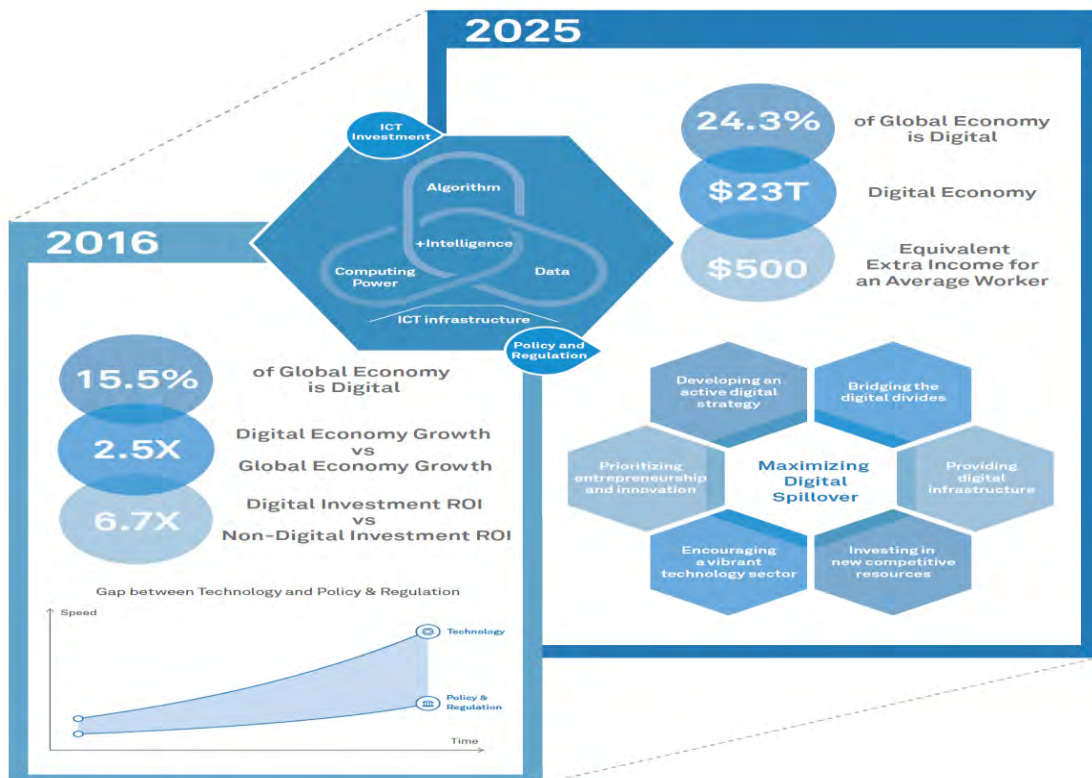 2025
24.3%
of Global Economy
is Digital
$23T
Digital Economy
$500
Equivalent
Extra Income for
an Average Worker
ICT
Investment
Algorithm
+Intelligence
Computing
Power
Data
ICT infrastructure
Policy and
Regulation
2016
15.5%
of Global Economy
is Digital
2.5X
Digital Economy Growth
vs
Global Economy Growth
6.7X
Digital Investment ROI
vs
Non-Digital Investment ROI
Gap between Technology and Policy & Regulation
Speed
Technology
Policy &
Regulation
Time
Developing an
active digital
strategy
Bridging the
digital divides
Prioritizing
entrepreneurship
and innovation
Maximizing
Digital
Spillover
Providing
digital
infrastructure
Encouraging
a vibrant
technology sector
Investing in
new competitive
resources